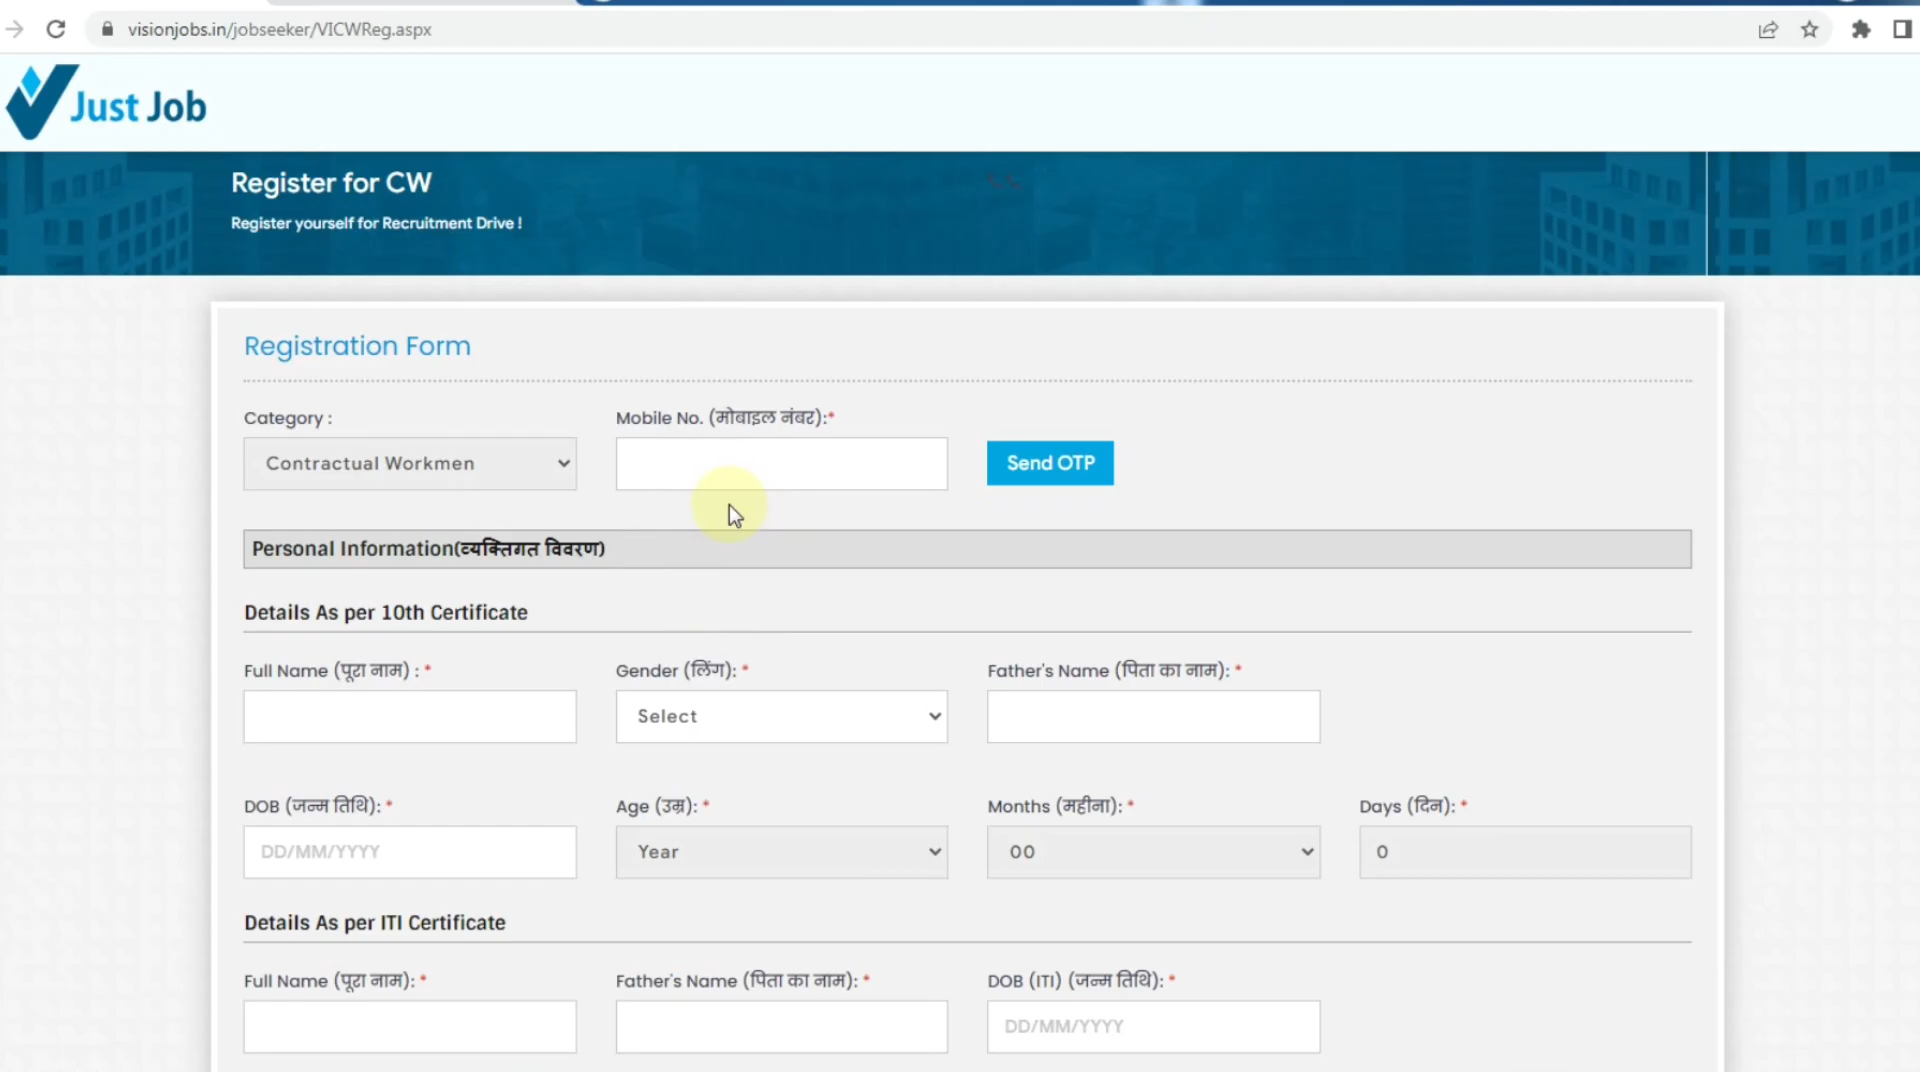 visionjobs.in/jobseeker/VICWReg.aspx
Just Job
Register for CW
Register yourself for Recruitment Drive !
Registration Form
Category :
Mobile No. (मोबाइल नंबर):*
Contractual Workmen
Send OTP
Personal Information(व्यक्तिगत विवरण)
Details As per 10th Certificate
Full Name (पूरा नाम) : *
Gender (लिंग): *
Father's Name (पिता का नाम): *
Select
DOB (जन्म तिथि): *
Age (उम्र): *
Months (महीना): *
Days (दिन): *
DD/MM/YYYY
Year
00
0
Details As per ITI Certificate
Full Name (पूरा नाम): *
Father's Name (पिता का नाम): *
DOB (ITI) (जन्म तिथि): *
DD/MM/YYYY